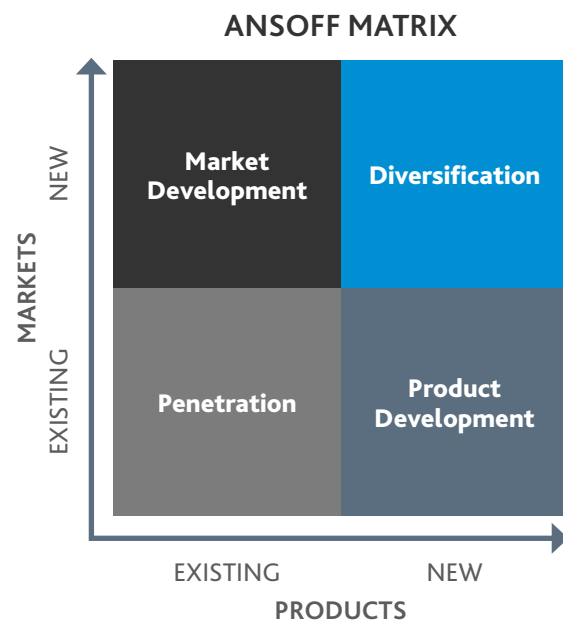 ANSOFF MATRIX
NEW
MARKETS
EXISTING
Market
Development
Diversification
Penetration
Product
Development
EXISTING
NEW
PRODUCTS